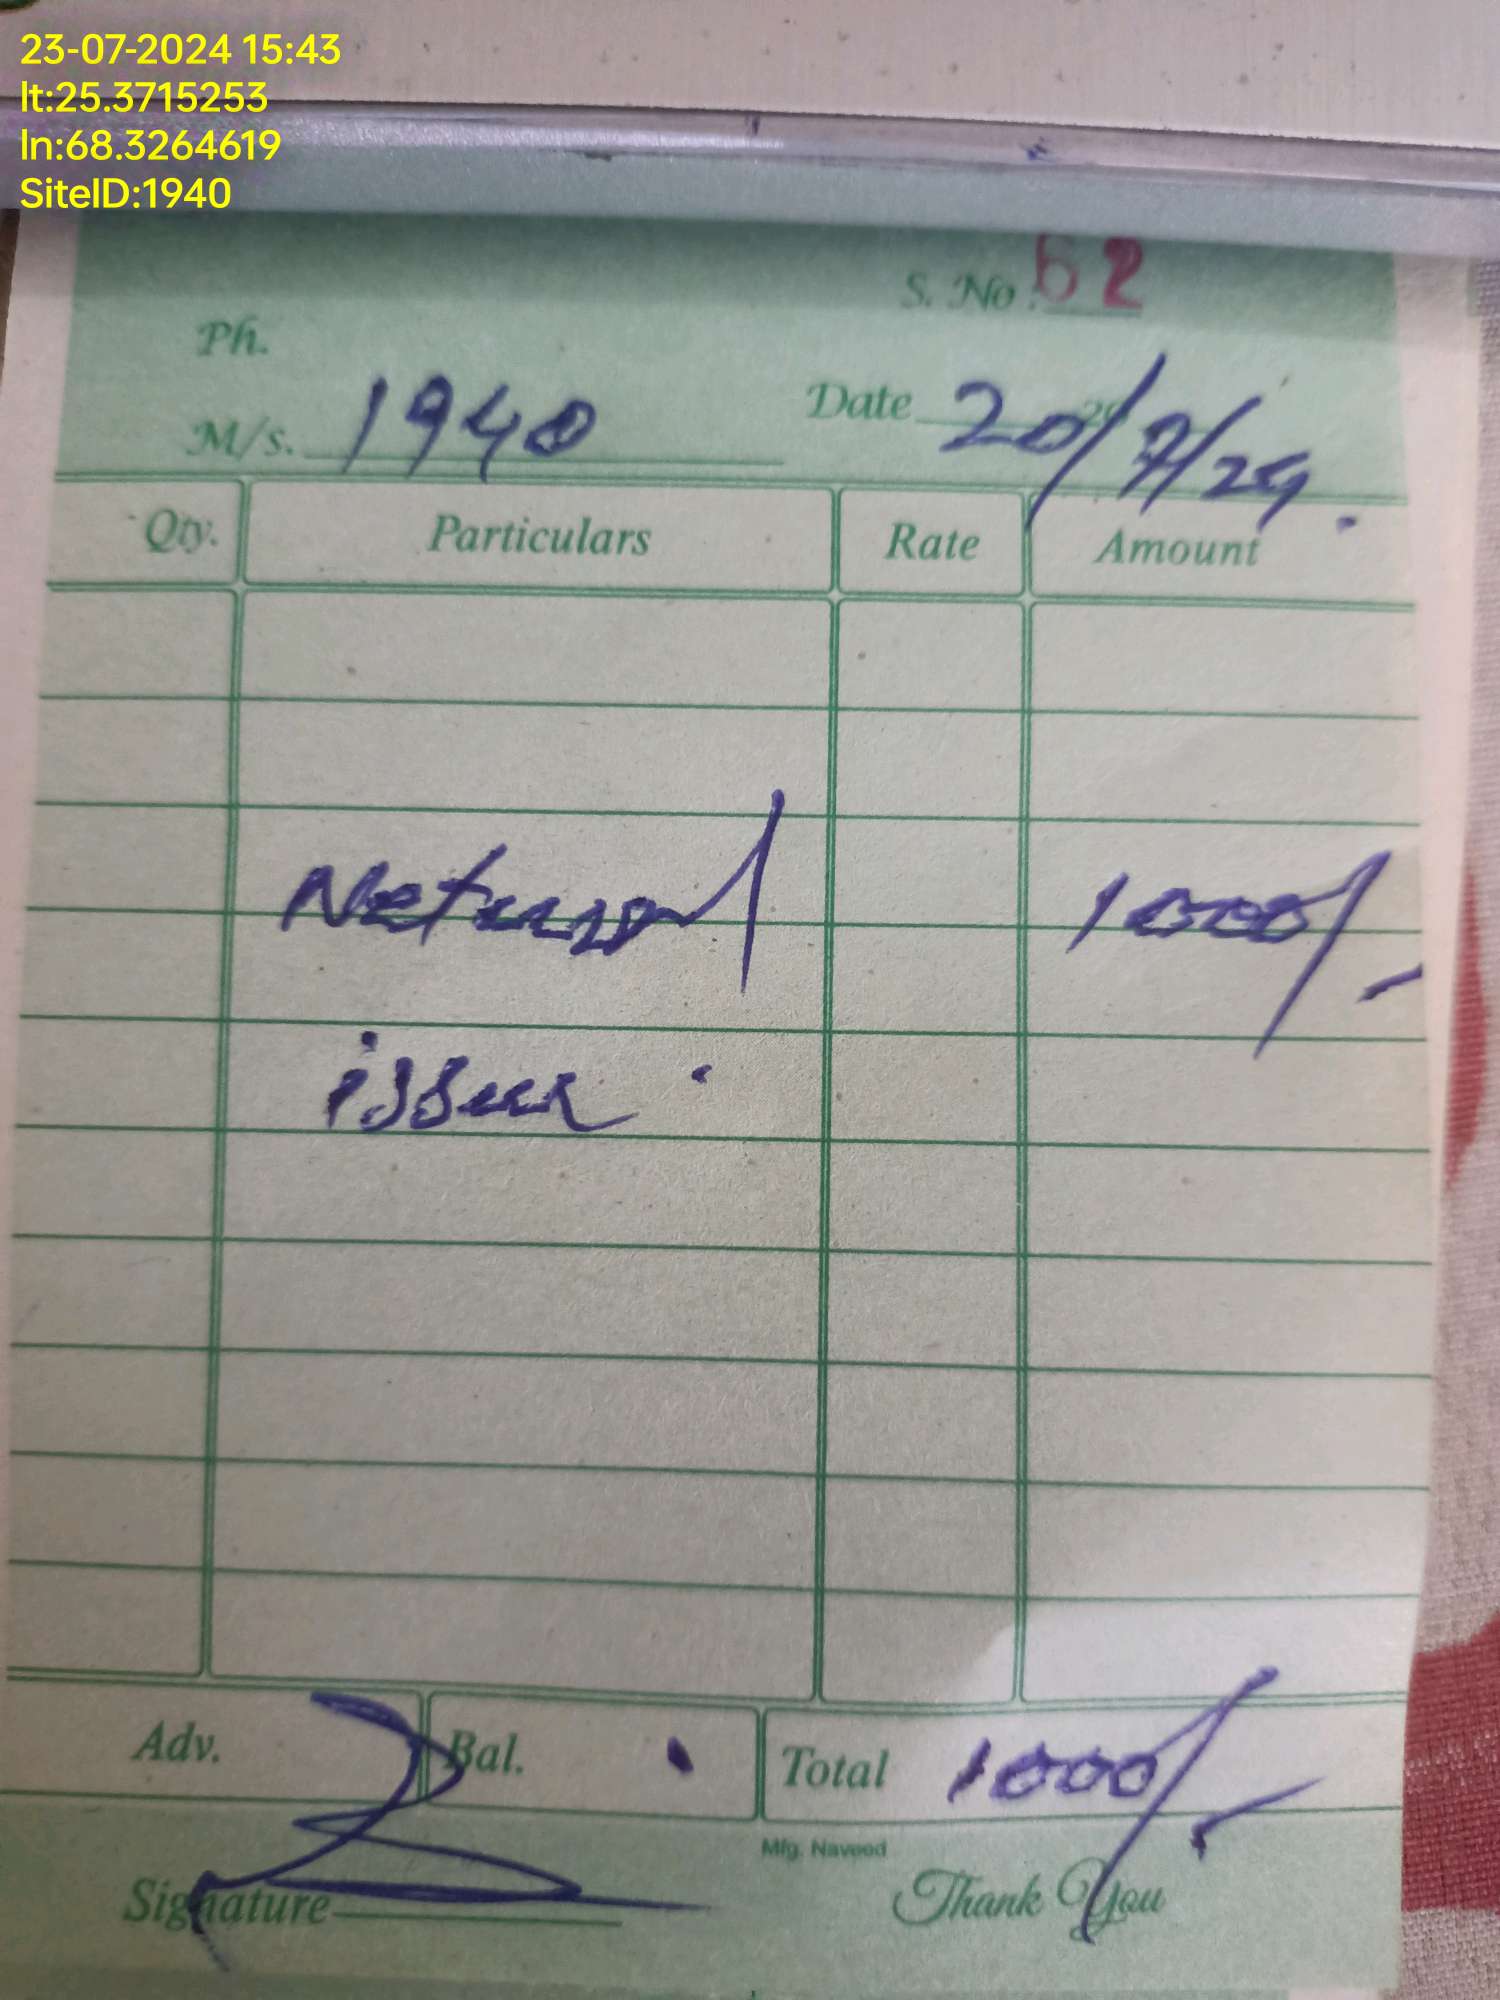 23-07-2024 15:43
lt:25.3715253
ln:68.3264619
SiteID:1940
S. No. 62
Ph.
M/s. 1940
Date 20/7/24.
Qty. Particulars Rate Amount
Network 1000/-
issue.
Adv. Bal. Total 1000/-
Mfg. Naveed
Signature Thank You